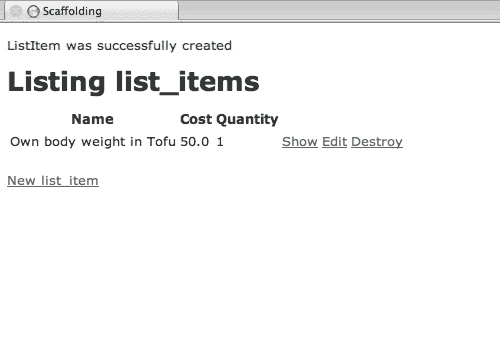 Scaffolding
ListItem was successfully created
Listing list_items
Name Cost Quantity
Own body weight in Tofu 50.0 1 Show Edit Destroy
New list_item